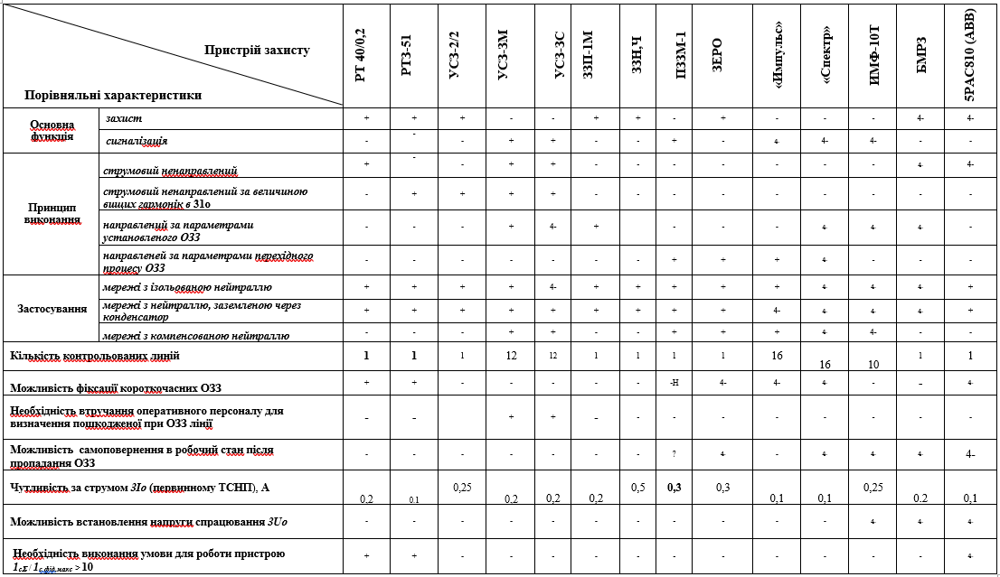 Пристрій захисту
Порівняльні характеристики
РТ 40/0,2
РТЗ-51
УСЗ-2/2
УСЗ-3М
УСЗ-3С
ЗЗП-1М
ЗЗН,Ч
ПЗЗМ-1
ЗЕРО
«Импульс»
«Спектр»
ИМФ-10Т
БМРЗ
5РАС810 (АВВ)
Основна функція
захист + + + - - + + - + - - - 4- 4-
сигналізація - - - + + - - + - 4- 4- 4- - -
Принцип виконання
струмовий ненаправлений + - - + + - - - - - - - 4- 4-
струмовий ненаправлений за величиною
вищих гармонік в 3Іо - + + + + - - - - - - - - -
направлений за параметрами
установленого ОЗЗ - - - + 4- + - - - - 4- 4- 4- -
направленей за параметрами перехідного
процесу ОЗЗ - - - - - - - + + + 4- - - -
Застосування
мережі з ізольованою нейтраллю + + + + 4- + + + + + 4- 4- 4- +
мережі з нейтраллю, заземленою через
конденсатор + + + + + + + + + 4- 4- 4- 4- +
мережі з компенсованою нейтраллю - - - + + - - + + + 4- 4- - -
Кількість контрольованих линій 1 1 1 12 12 1 1 1 1 16 16 10 1 1
Можливість фіксації короткочасних ОЗЗ + + - - - - - -Н 4- 4- 4- - – 4-
Необхідність втручання оперативного персоналу для
визначення пошкодженої при ОЗЗ лінії – – - + + – - - - - - - - -
Можливість самоповернення в робочий стан після
пропадання ОЗЗ - - - - - - - ? 4- - 4- 4- 4- 4-
Чутливість за струмом 3Іо (первинному ТСНП), А 0,2 0.1 0,25 0,2 0,2 0,2 0,5 0,3 0,3 0,1 0,1 0,25 0.2 0,1
Можливість встановлення напруги спрацювання 3Uo - - - - - - - - - - - 4- 4- 4-
Необхідність виконання умови для роботи пристрою
1сΣ / 1с.фід.макс > 10 + + - - - - - - - - - - - 4-